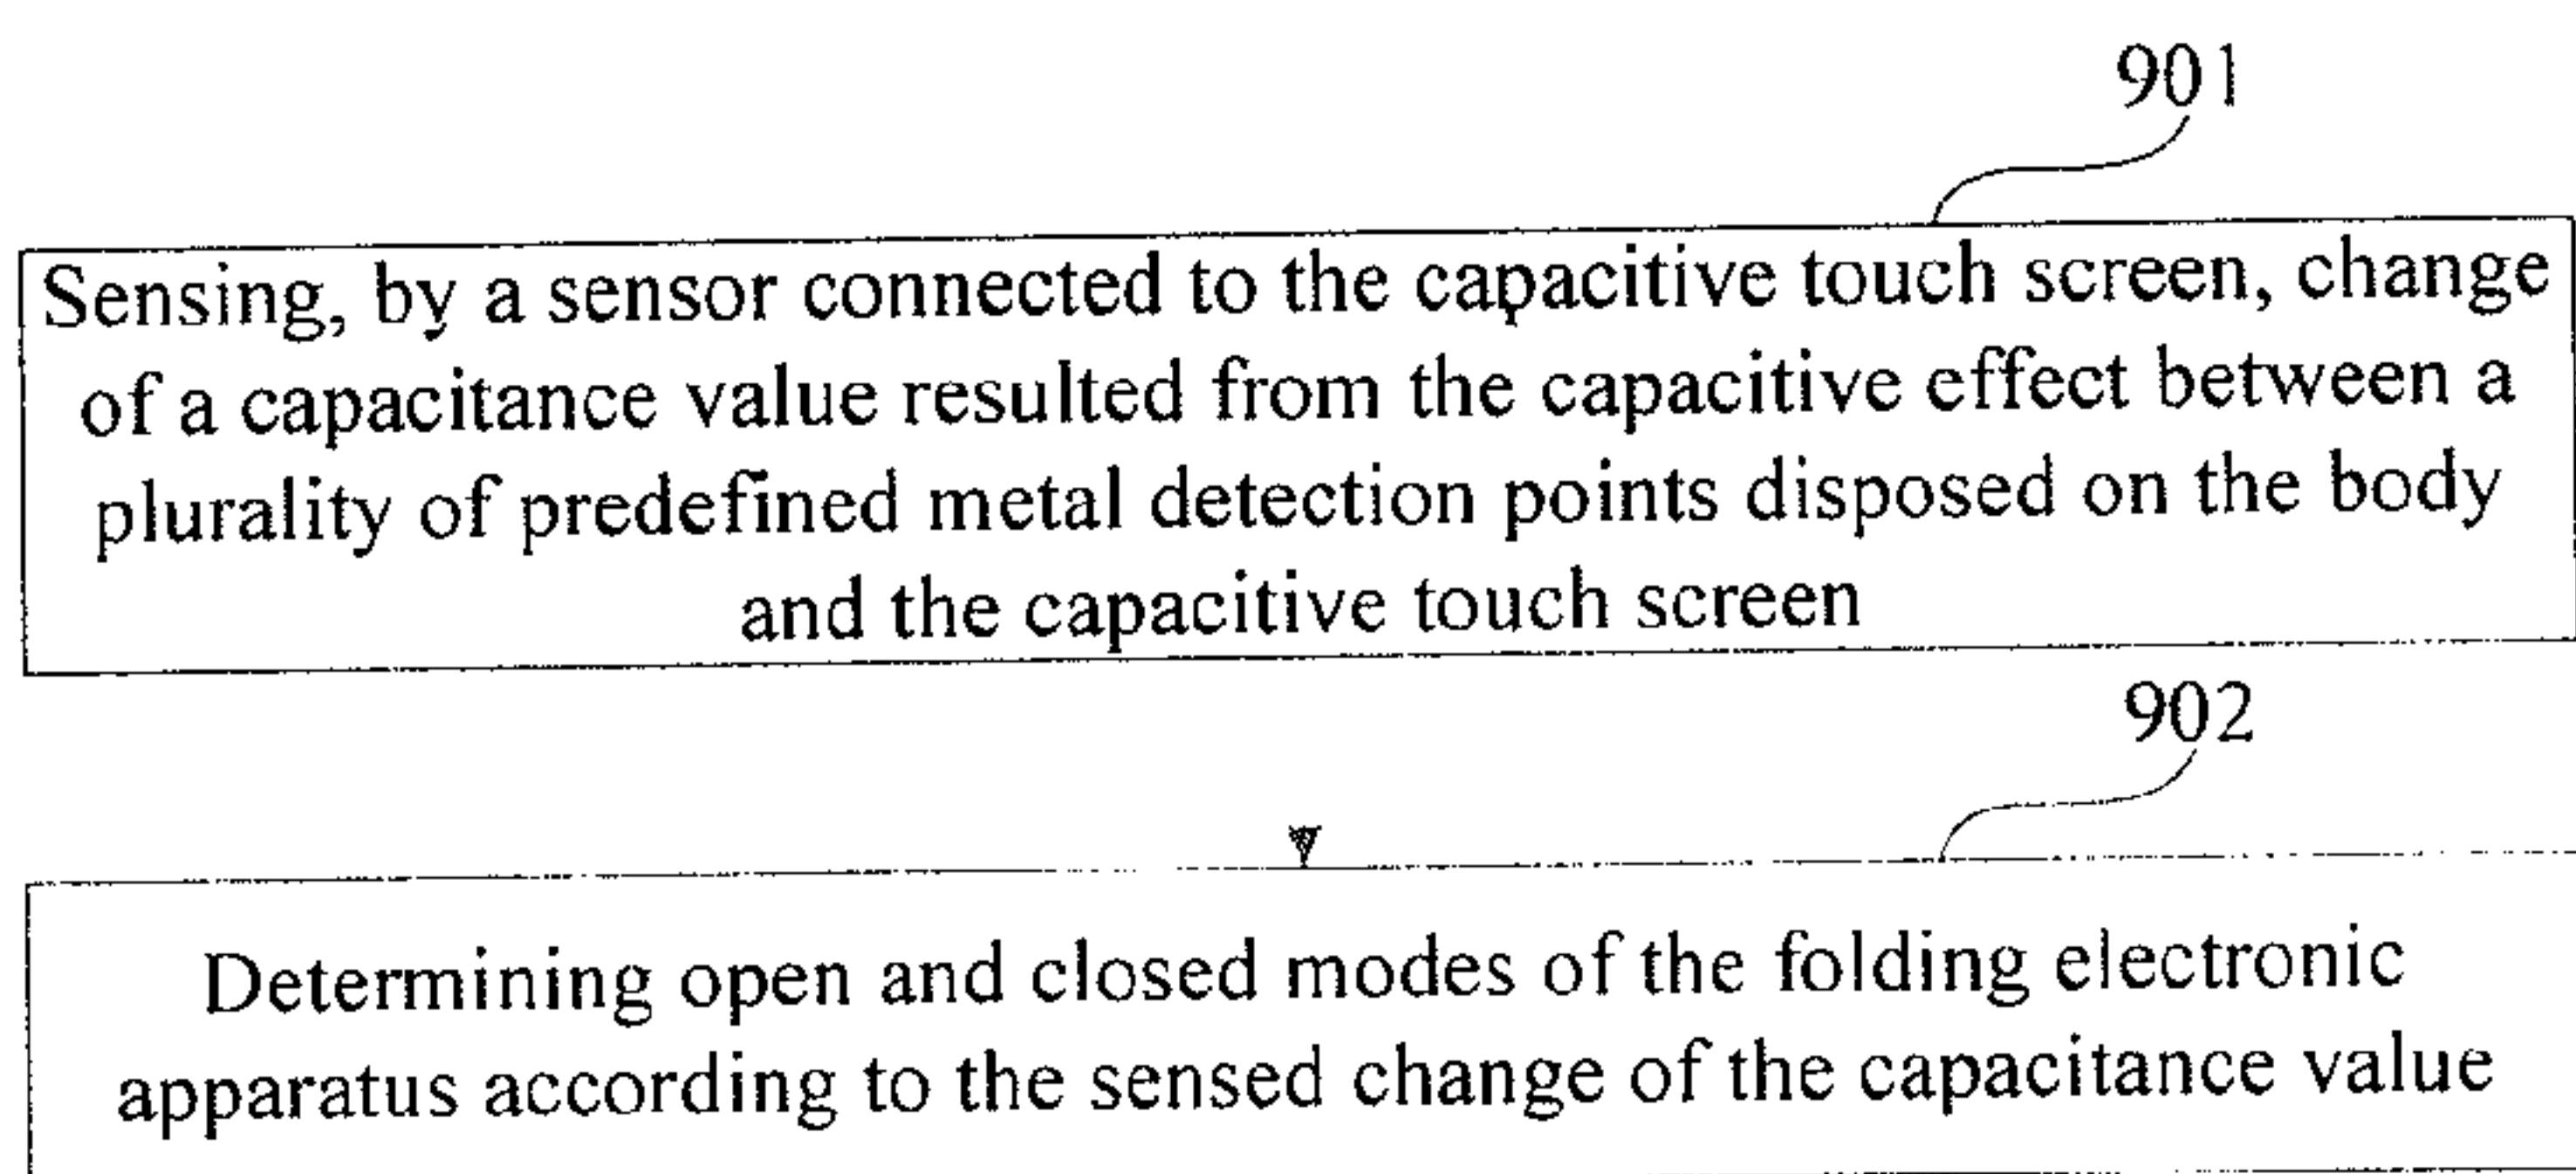 901
Sensing, by a sensor connected to the capacitive touch screen, change
of a capacitance value resulted from the capacitive effect between a
plurality of predefined metal detection points disposed on the body
and the capacitive touch screen
902
Determining open and closed modes of the folding electronic
apparatus according to the sensed change of the capacitance value